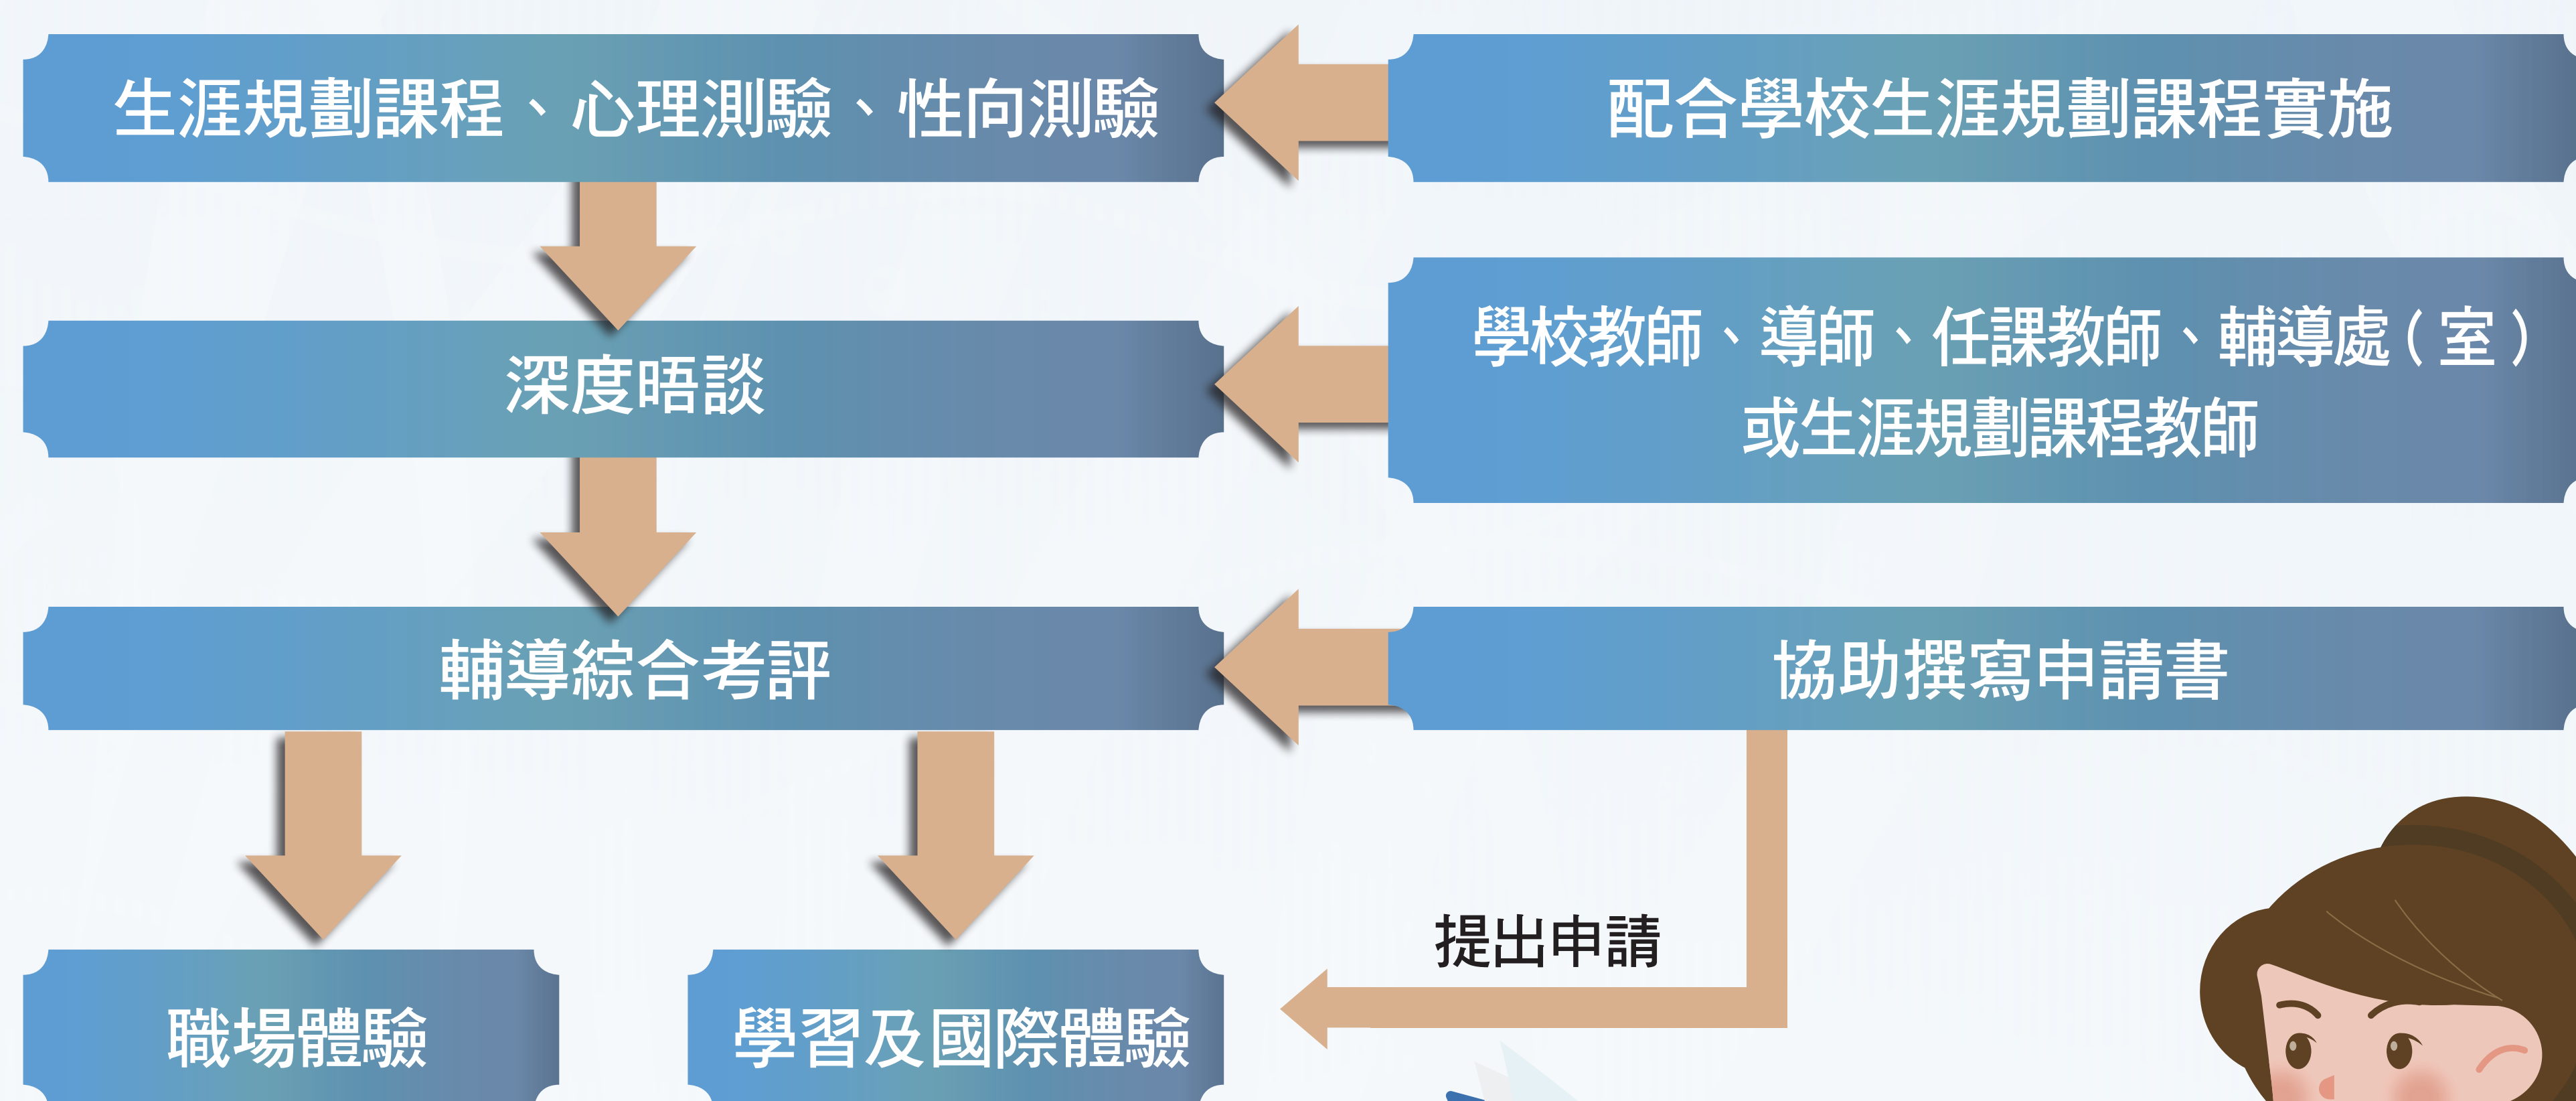 生涯規劃課程、心理測驗、性向測驗
配合學校生涯規劃課程實施
深度晤談
學校教師、導師、任課教師、輔導處(室)
或生涯規劃課程教師
輔導綜合考評
協助撰寫申請書
提出申請
職場體驗
學習及國際體驗